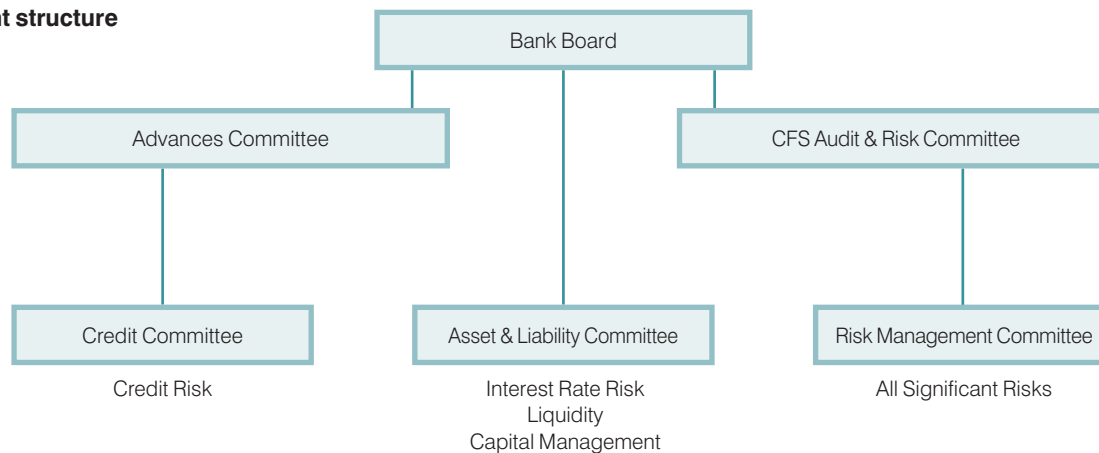 nt structure
Bank Board
Advances Committee
CFS Audit & Risk Committee
Credit Committee
Asset & Liability Committee
Risk Management Committee
Credit Risk
Interest Rate Risk
All Significant Risks
Liquidity
Capital Management